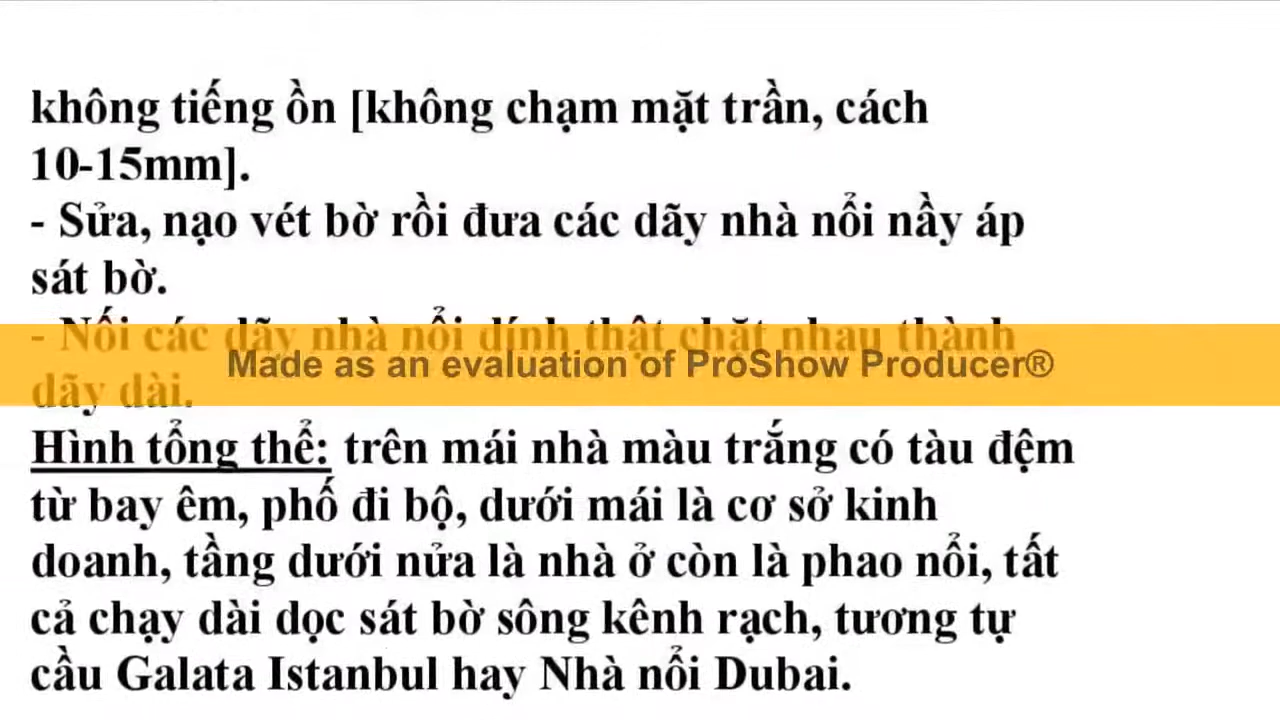 không tiếng ồn [không chạm mặt trần, cách
10-15mm].
- Sửa, nạo vét bờ rồi đưa các dãy nhà nổi nầy áp
sát bờ.
- Nối các dãy nhà nổi dính thật chặt nhau thành
Made as an evaluation of ProShow Producer®
dãy dài.
Hình tổng thể: trên mái nhà màu trắng có tàu đệm
từ bay êm, phố đi bộ, dưới mái là cơ sở kinh
doanh, tầng dưới nửa là nhà ở còn là phao nổi, tất
cả chạy dài dọc sát bờ sông kênh rạch, tương tự
cầu Galata Istanbul hay Nhà nổi Dubai.